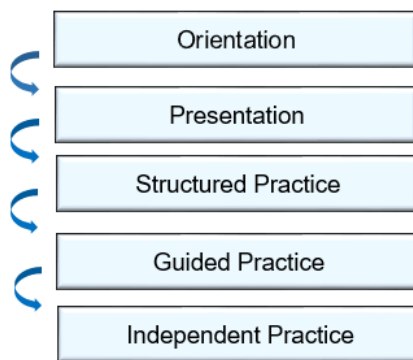 Orientation
Presentation
Structured Practice
Guided Practice
Independent Practice